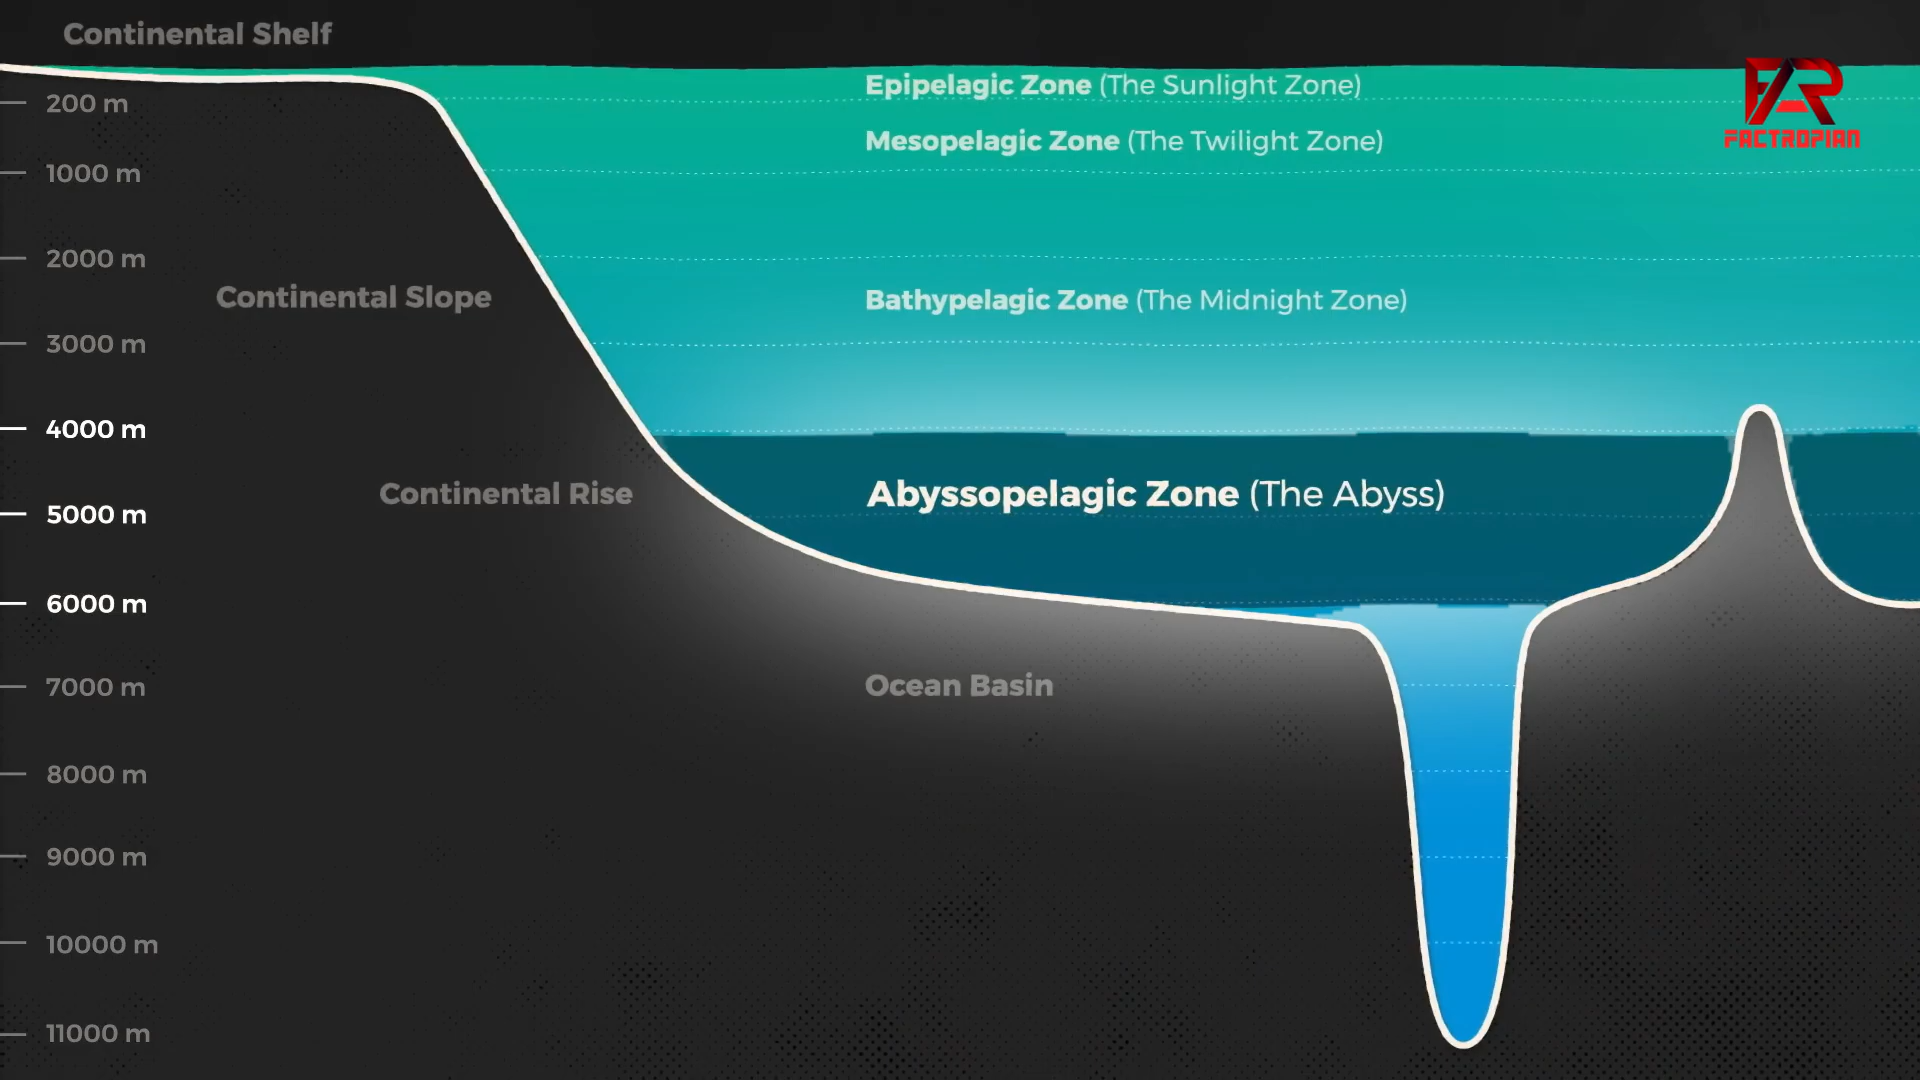 Continental Shelf
Epipelagic Zone (The Sunlight Zone)
FACTROPIAN
200 m
Mesopelagic Zone (The Twilight Zone)
1000 m
2000 m
Continental Slope
Bathypelagic Zone (The Midnight Zone)
3000 m
4000 m
Continental Rise
Abyssopelagic Zone (The Abyss)
5000 m
6000 m
Ocean Basin
7000 m
8000 m
9000 m
10000 m
11000 m